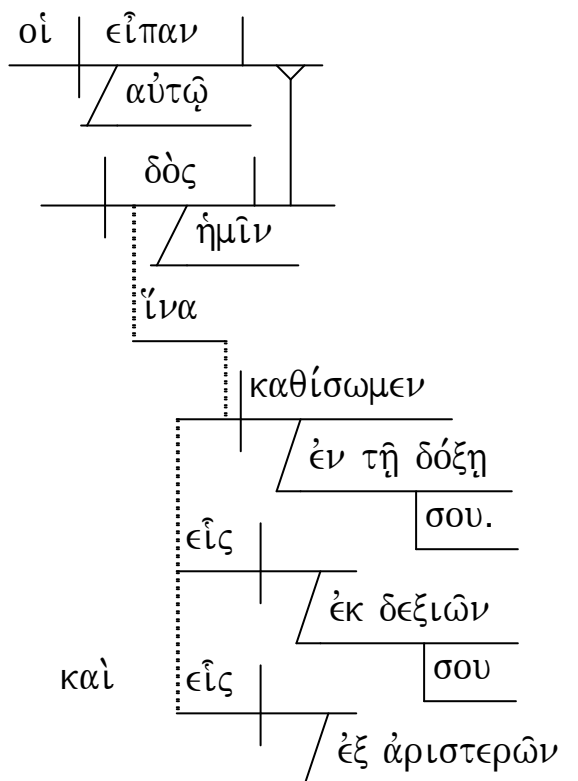 οἱ εἶπαν
αὐτῷ
δὸς
ἡμῖν
ἵνα
καθίσωμεν
ἐν τῇ δόξῃ
σου.
εἷς
ἐκ δεξιῶν
σου
καὶ εἷς
ἐξ ἀριστερῶν